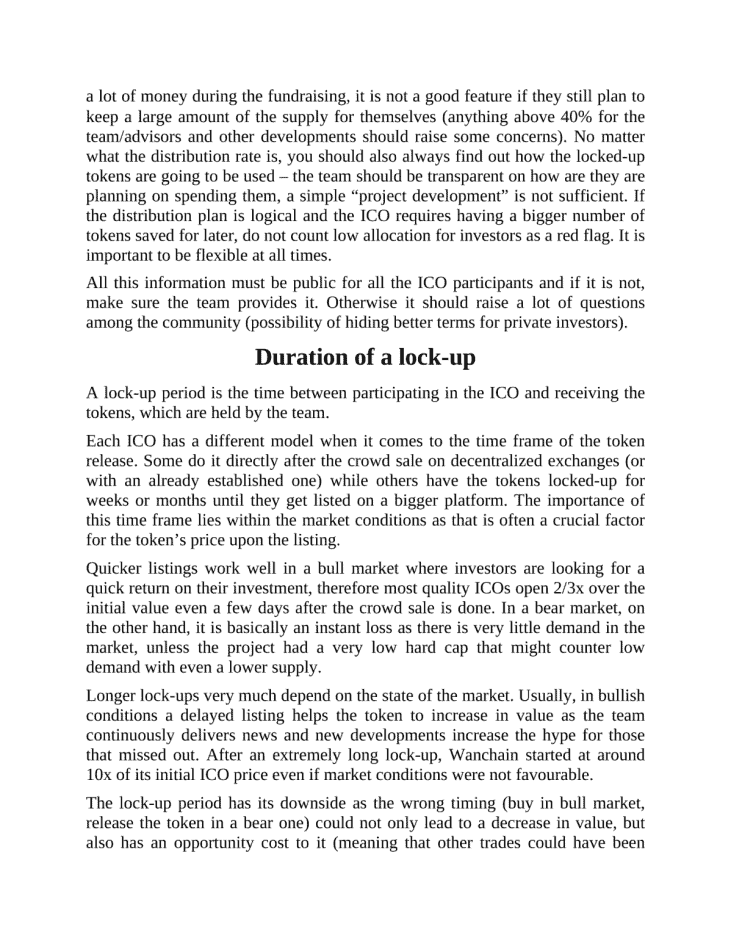 a lot of money during the fundraising, it is not a good feature if they still plan to
keep a large amount of the supply for themselves (anything above 40% for the
team/advisors and other developments should raise some concerns). No matter
what the distribution rate is, you should also always find out how the locked-up
tokens are going to be used – the team should be transparent on how are they are
planning on spending them, a simple “project development” is not sufficient. If
the distribution plan is logical and the ICO requires having a bigger number of
tokens saved for later, do not count low allocation for investors as a red flag. It is
important to be flexible at all times.
All this information must be public for all the ICO participants and if it is not,
make sure the team provides it. Otherwise it should raise a lot of questions
among the community (possibility of hiding better terms for private investors).
Duration of a lock-up
A lock-up period is the time between participating in the ICO and receiving the
tokens, which are held by the team.
Each ICO has a different model when it comes to the time frame of the token
release. Some do it directly after the crowd sale on decentralized exchanges (or
with an already established one) while others have the tokens locked-up for
weeks or months until they get listed on a bigger platform. The importance of
this time frame lies within the market conditions as that is often a crucial factor
for the token’s price upon the listing.
Quicker listings work well in a bull market where investors are looking for a
quick return on their investment, therefore most quality ICOs open 2/3x over the
initial value even a few days after the crowd sale is done. In a bear market, on
the other hand, it is basically an instant loss as there is very little demand in the
market, unless the project had a very low hard cap that might counter low
demand with even a lower supply.
Longer lock-ups very much depend on the state of the market. Usually, in bullish
conditions a delayed listing helps the token to increase in value as the team
continuously delivers news and new developments increase the hype for those
that missed out. After an extremely long lock-up, Wanchain started at around
10x of its initial ICO price even if market conditions were not favourable.
The lock-up period has its downside as the wrong timing (buy in bull market,
release the token in a bear one) could not only lead to a decrease in value, but
also has an opportunity cost to it (meaning that other trades could have been